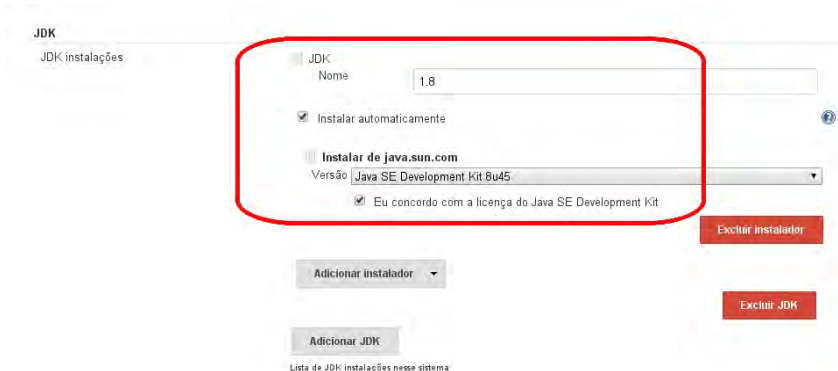 JDK
JDK instalações
JDK
Nome
1.8
Instalar automaticamente
Instalar de java.sun.com
Versão Java SE Development Kit 8u45
Eu concordo com a licença do Java SE Development Kit
Excluir instalador
Adicionar instalador
Excluir JDK
Adicionar JDK
Lista de JDK instalações nesse sistema